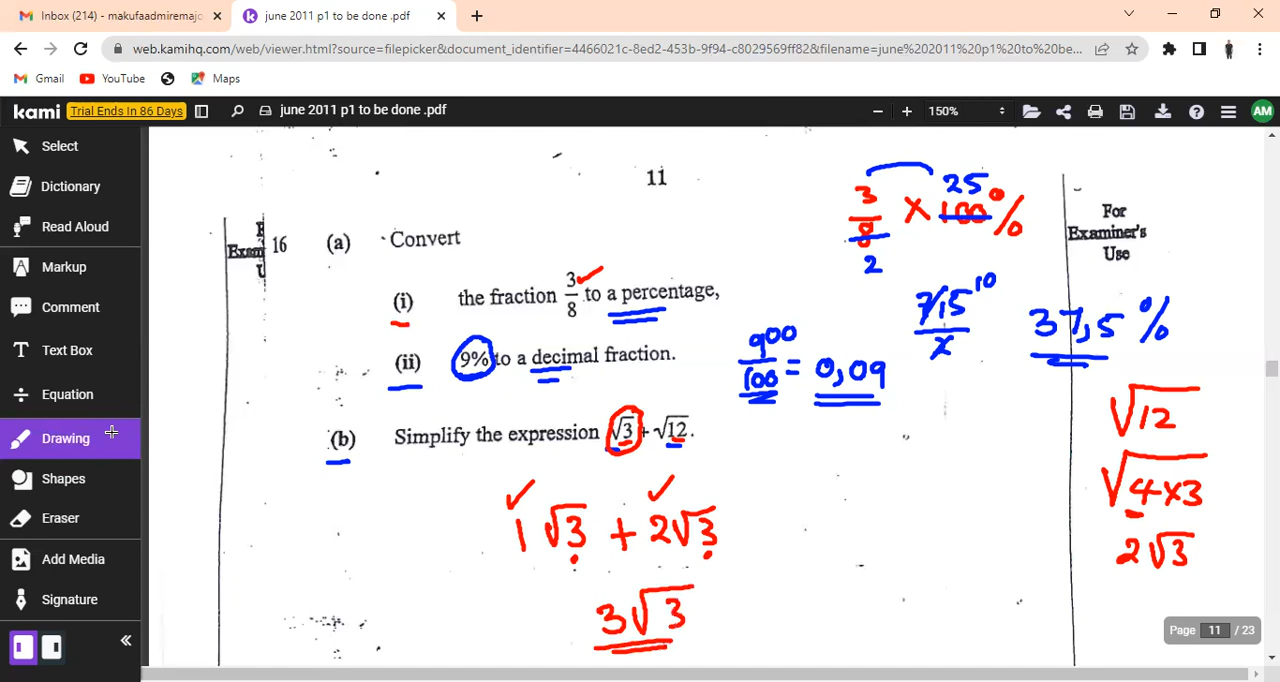 Inbox (214) - makufaadmiremajo
june 2011 p1 to be done .pdf
web.kamihq.com/web/viewer.html?source=filepicker&document_identifier=4466021c-8ed2-453b-9f94-c8029569ff82&filename=june%202011%20p1%20to%20be...
Gmail
YouTube
Maps
kami
Trial Ends In 86 Days
june 2011 p1 to be done .pdf
150%
AM
Select
Dictionary
Read Aloud
Markup
Comment
Text Box
Equation
Drawing
Shapes
Eraser
Add Media
Signature
11
3/8 × 100%
25
2
For
Examiner's
Use
16 (a) Convert
(i) the fraction 3/8 to a percentage,
7,5¹⁰/2
37,5 %
(ii) 9% to a decimal fraction.
9⁰⁰/100 = 0,09
(b) Simplify the expression √3 + √12.
√12
√4×3
2√3
1√3 + 2√3
3√3
Page 11 / 23